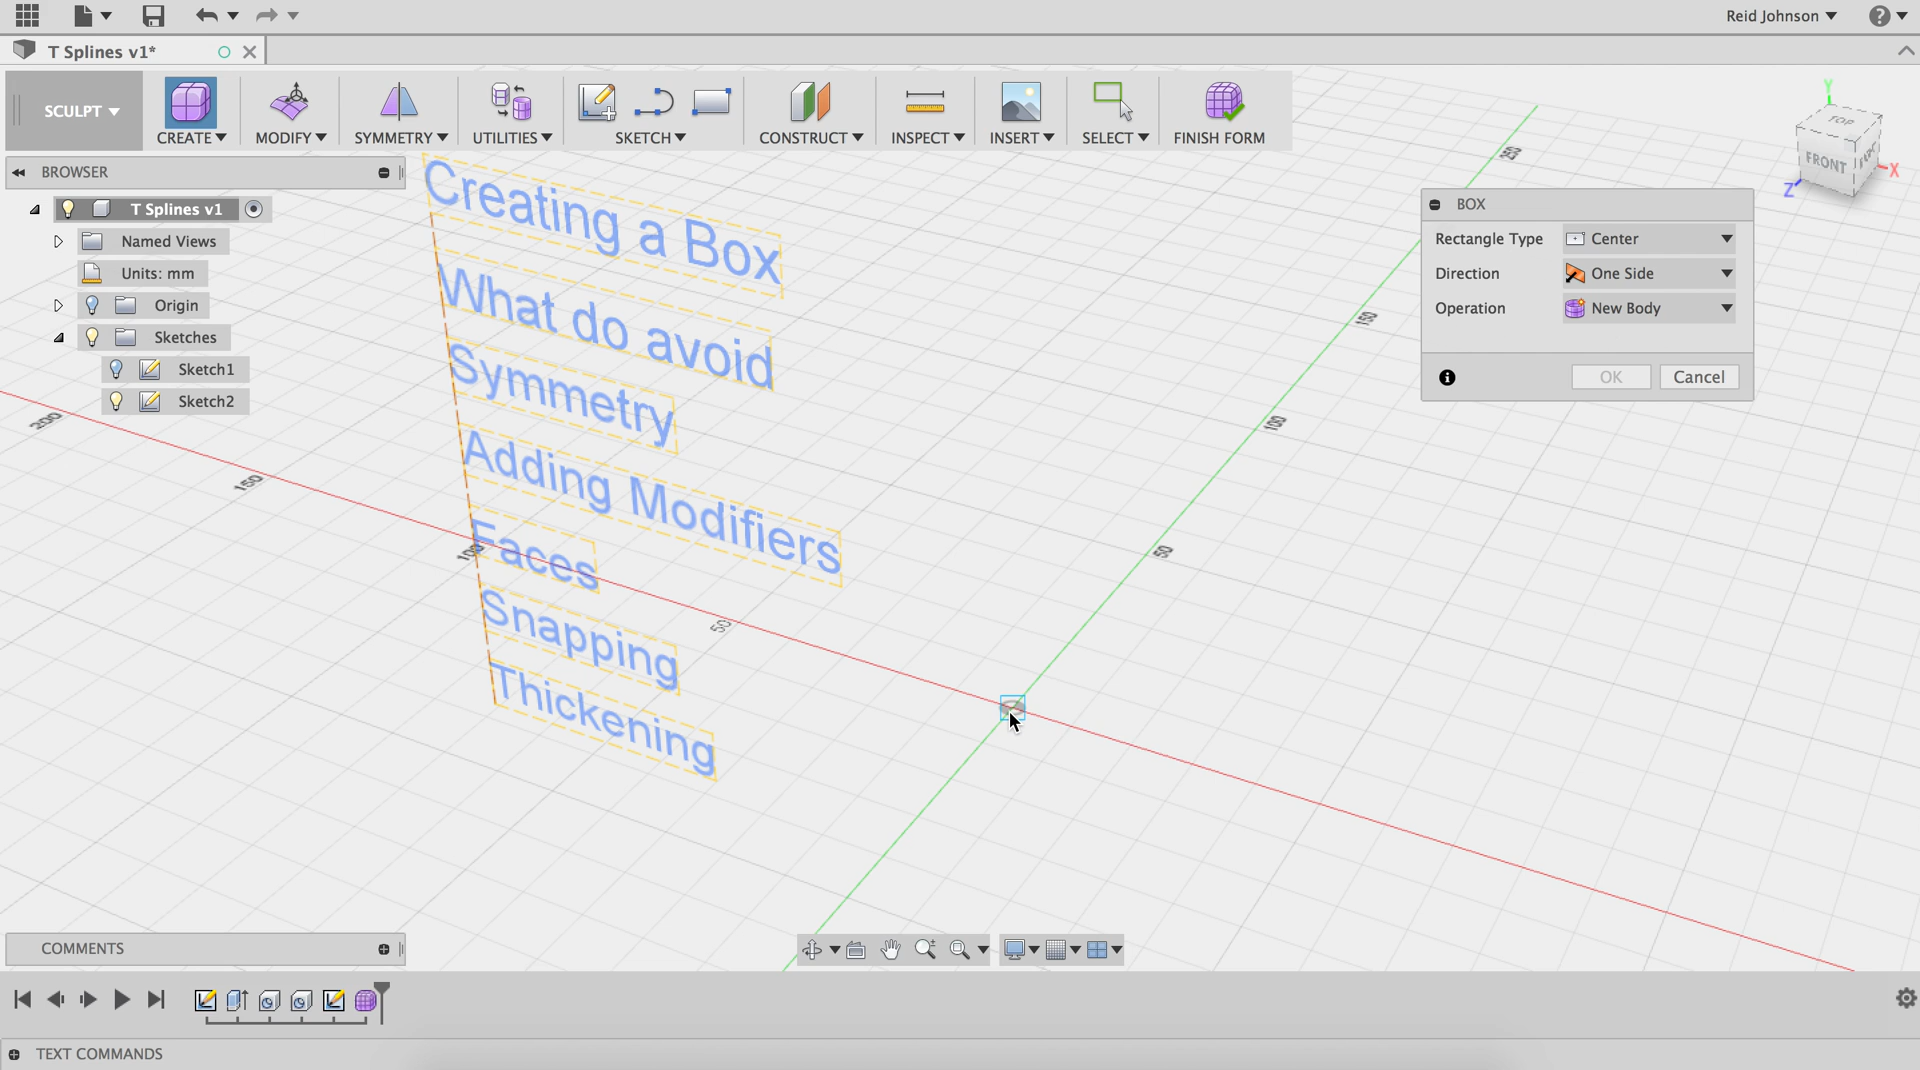 Reid Johnson
T Splines v1*
SCULPT
CREATE
MODIFY
SYMMETRY
UTILITIES
SKETCH
CONSTRUCT
INSPECT
INSERT
SELECT
FINISH FORM
BROWSER
T Splines v1
Named Views
Units: mm
Origin
Sketches
Sketch1
Sketch2
Creating a Box
What do avoid
Symmetry
Adding Modifiers
Faces
Snapping
Thickening
200
150
100
50
50
100
150
250
Y
TOP
FRONT
X
Z
BOX
Rectangle Type
Center
Direction
One Side
Operation
New Body
OK
Cancel
COMMENTS
TEXT COMMANDS